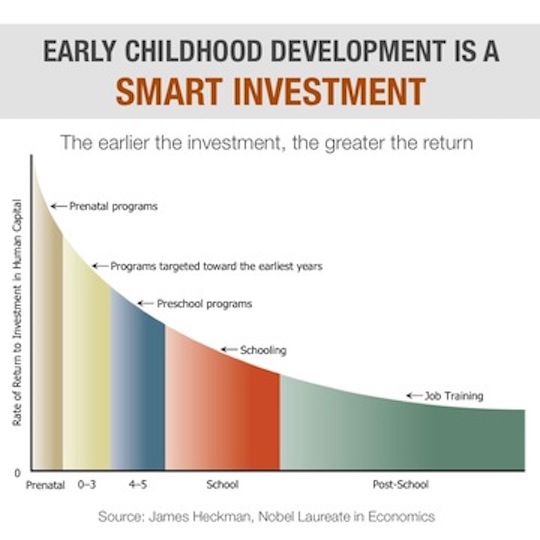 EARLY CHILDHOOD DEVELOPMENT IS A
SMART INVESTMENT
The earlier the investment, the greater the return
Rate of Return to Investment in Human Capital
Prenatal programs
Programs targeted toward the earliest years
Preschool programs
Schooling
Job Training
0
Prenatal 0–3 4–5 School Post-School
Source: James Heckman, Nobel Laureate in Economics